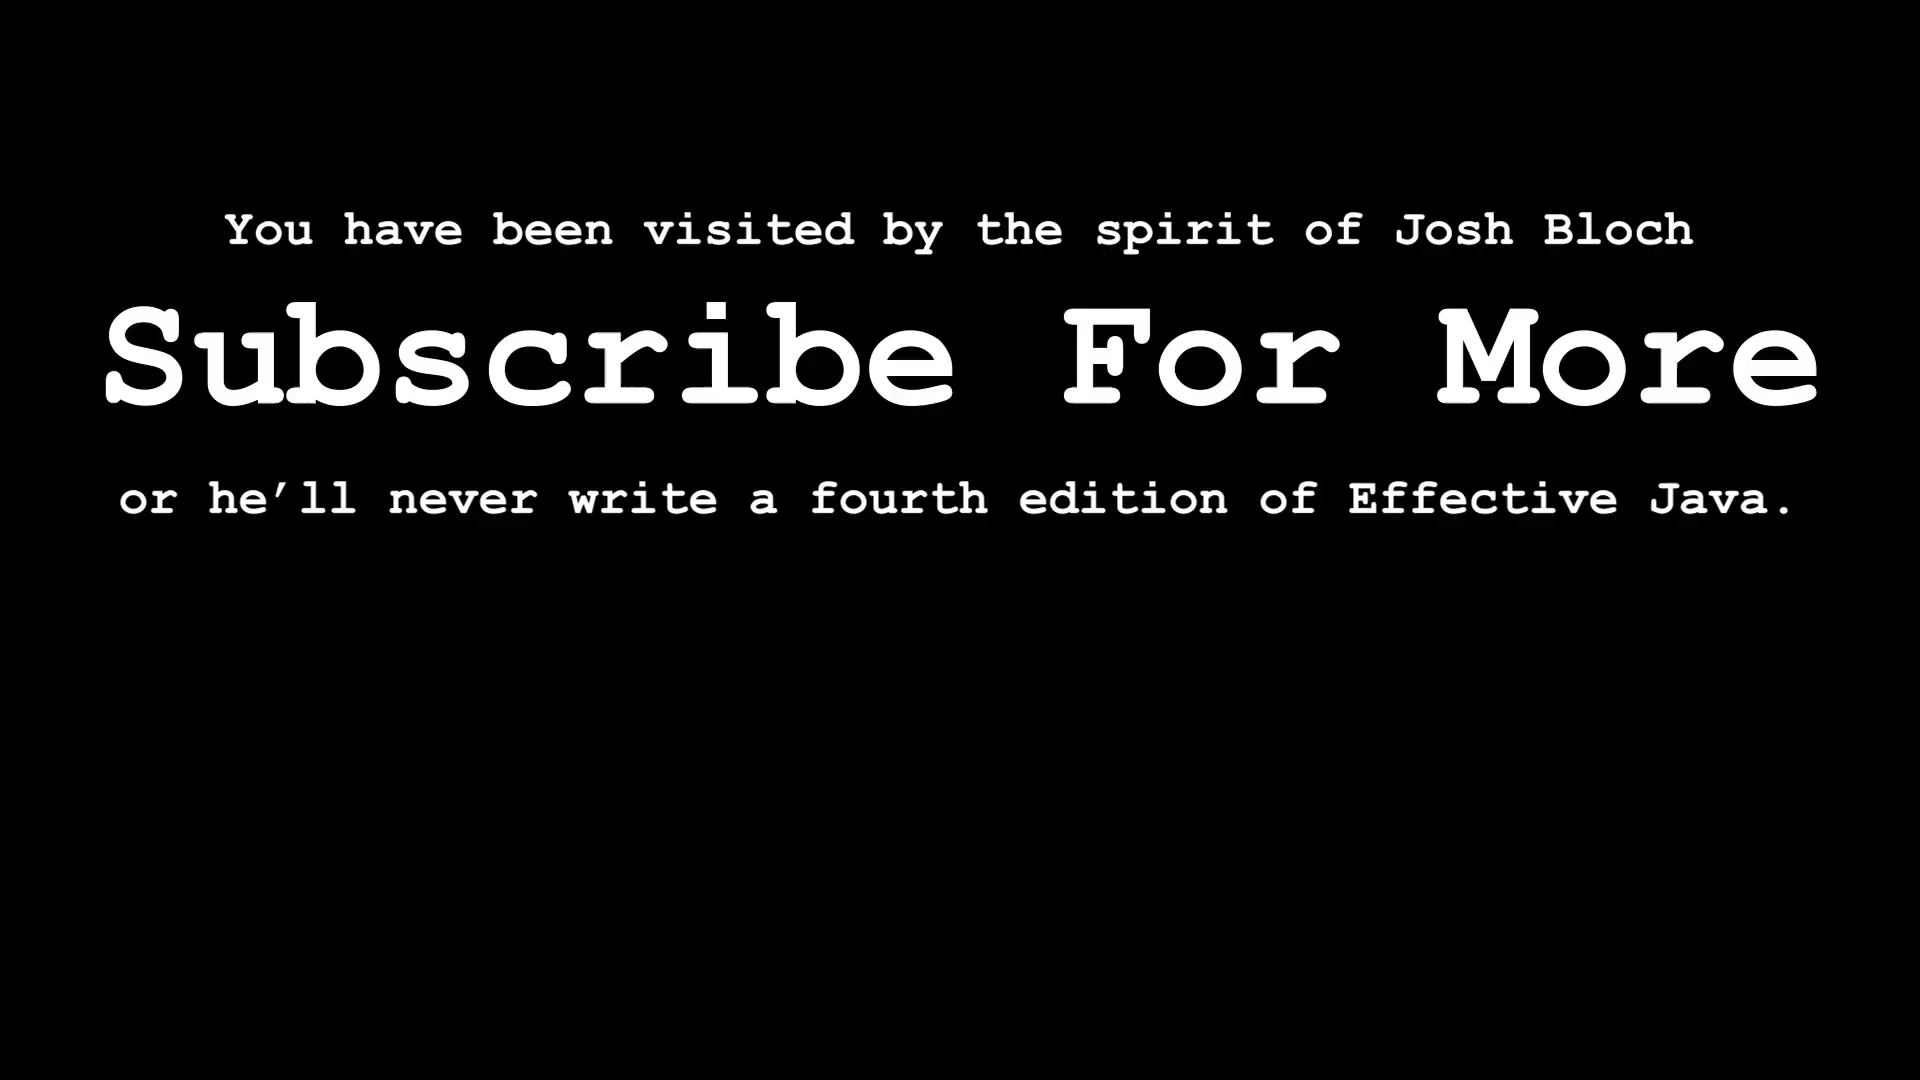 You have been visited by the spirit of Josh Bloch
Subscribe For More
or he’ll never write a fourth edition of Effective Java.